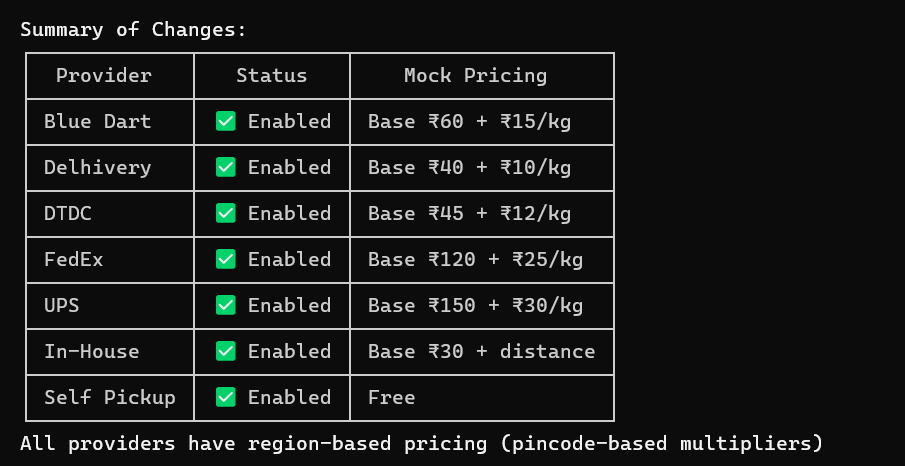 Summary of Changes:
Provider Status Mock Pricing
Blue Dart ✅ Enabled Base ₹60 + ₹15/kg
Delhivery ✅ Enabled Base ₹40 + ₹10/kg
DTDC ✅ Enabled Base ₹45 + ₹12/kg
FedEx ✅ Enabled Base ₹120 + ₹25/kg
UPS ✅ Enabled Base ₹150 + ₹30/kg
In-House ✅ Enabled Base ₹30 + distance
Self Pickup ✅ Enabled Free
All providers have region-based pricing (pincode-based multipliers)